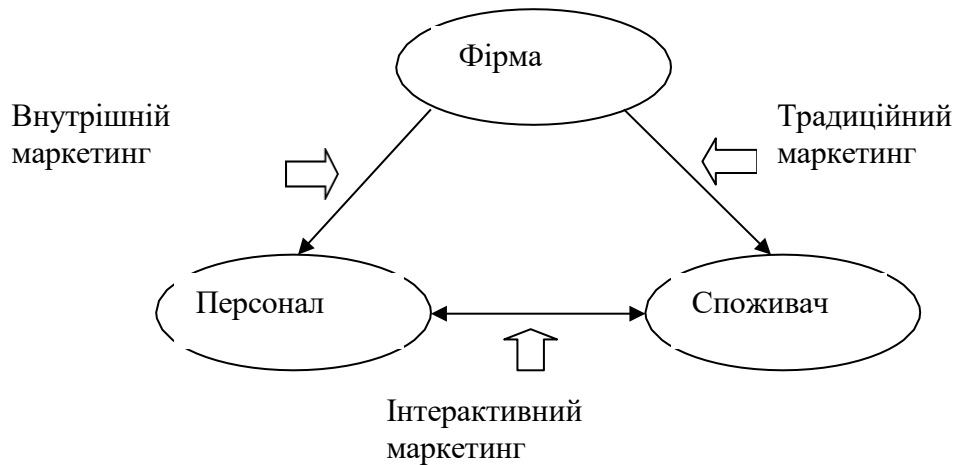 Фірма
Внутрішній
маркетинг
Традиційний
маркетинг
Персонал
Споживач
Інтерактивний
маркетинг